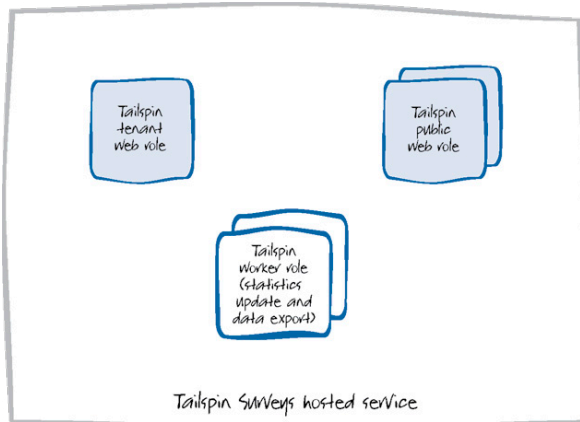 Tailspin
tenant
Web role
Tailspin
public
Web role
Tailspin
worker role
(statistics
update and
data export)
Tailspin Surveys hosted service